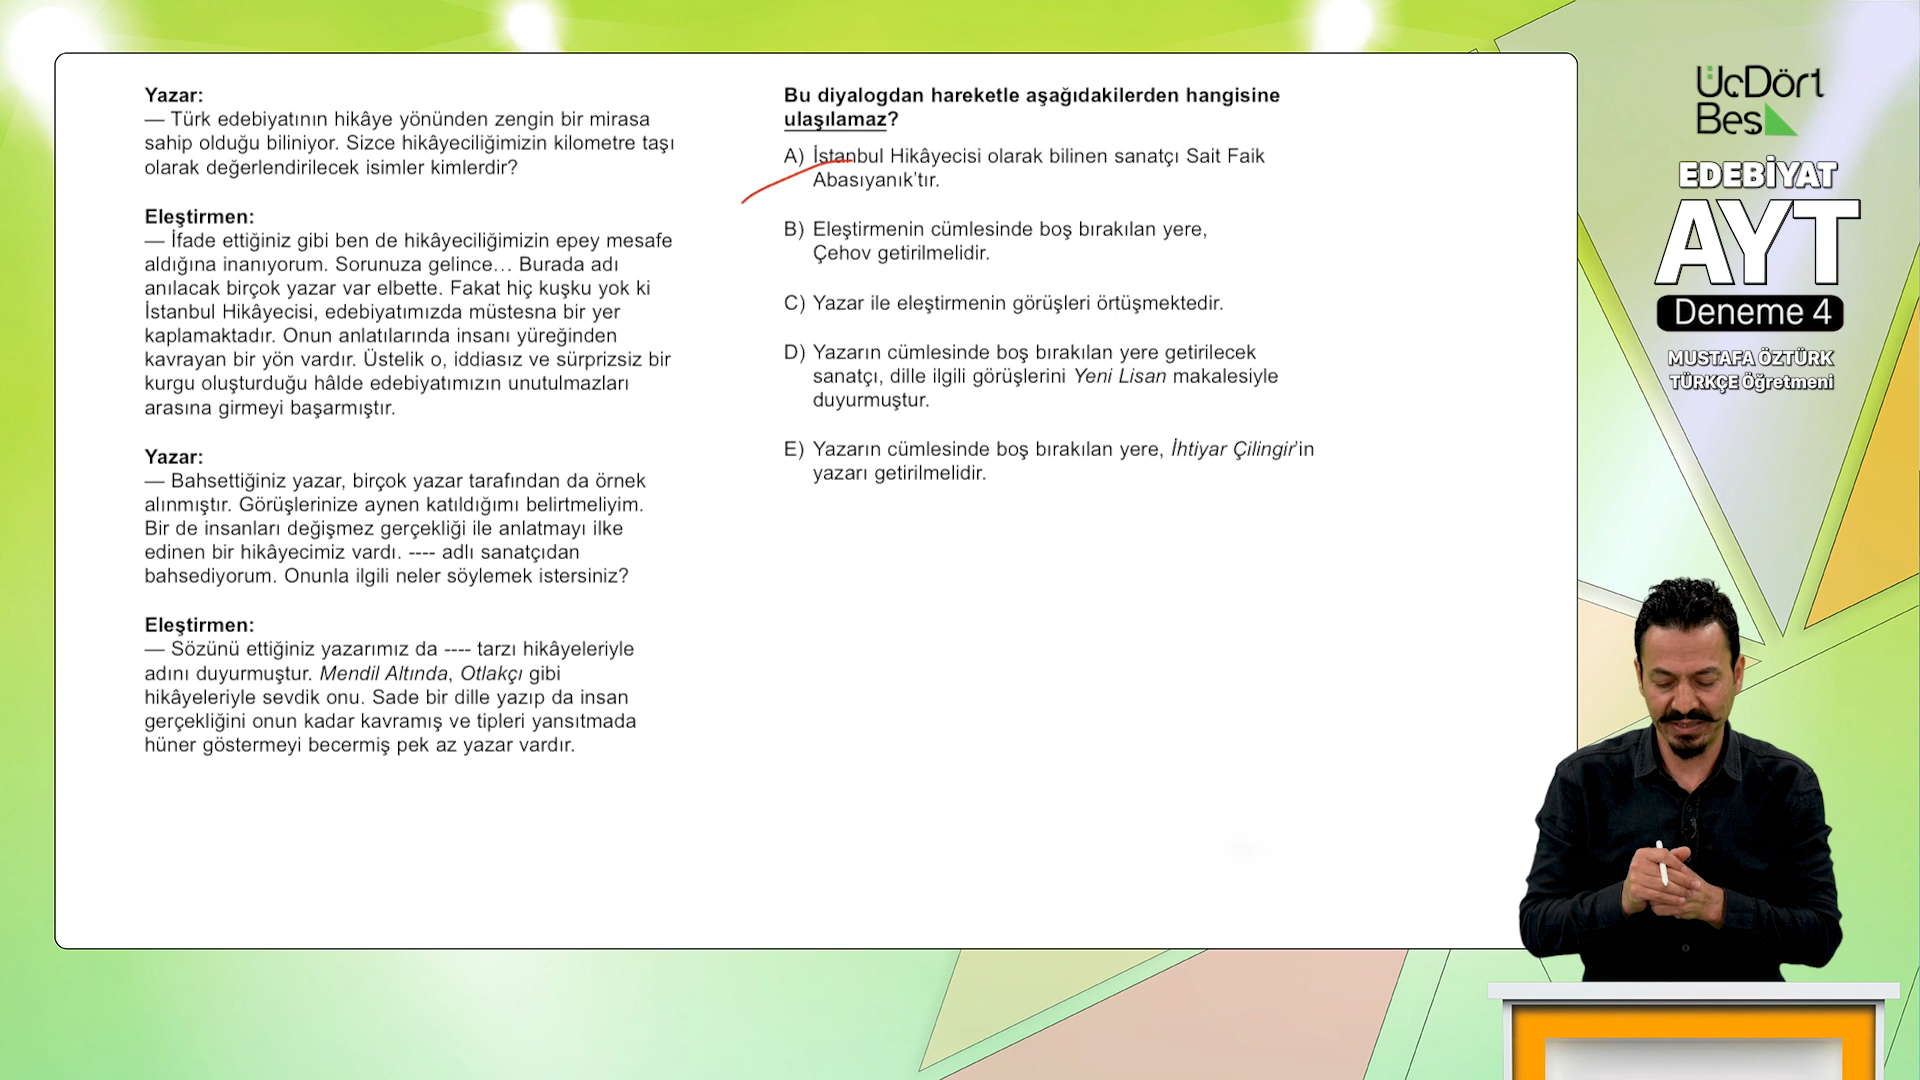 Yazar:
— Türk edebiyatının hikâye yönünden zengin bir mirasa
sahip olduğu biliniyor. Sizce hikâyeciliğimizin kilometre taşı
olarak değerlendirilecek isimler kimlerdir?
Eleştirmen:
— İfade ettiğiniz gibi ben de hikâyeciliğimizin epey mesafe
aldığına inanıyorum. Sorunuza gelince… Burada adı
anılacak birçok yazar var elbette. Fakat hiç kuşku yok ki
İstanbul Hikâyecisi, edebiyatımızda müstesna bir yer
kaplamaktadır. Onun anlatılarında insanı yüreğinden
kavrayan bir yön vardır. Üstelik o, iddiasız ve sürprizsiz bir
kurgu oluşturduğu hâlde edebiyatımızın unutulmazları
arasına girmeyi başarmıştır.
Yazar:
— Bahsettiğiniz yazar, birçok yazar tarafından da örnek
alınmıştır. Görüşlerinize aynen katıldığımı belirtmeliyim.
Bir de insanları değişmez gerçekliği ile anlatmayı ilke
edinen bir hikâyecimiz vardı. ---- adlı sanatçıdan
bahsediyorum. Onunla ilgili neler söylemek istersiniz?
Eleştirmen:
— Sözünü ettiğiniz yazarımız da ---- tarzı hikâyeleriyle
adını duyurmuştur. Mendil Altında, Otlakçı gibi
hikâyeleriyle sevdik onu. Sade bir dille yazıp da insan
gerçekliğini onun kadar kavramış ve tipleri yansıtmada
hüner göstermeyi becermiş pek az yazar vardır.
Bu diyalogdan hareketle aşağıdakilerden hangisine
ulaşılamaz?
A) İstanbul Hikâyecisi olarak bilinen sanatçı Sait Faik
Abasıyanık’tır.
B) Eleştirmenin cümlesinde boş bırakılan yere,
Çehov getirilmelidir.
C) Yazar ile eleştirmenin görüşleri örtüşmektedir.
D) Yazarın cümlesinde boş bırakılan yere getirilecek
sanatçı, dille ilgili görüşlerini Yeni Lisan makalesiyle
duyurmuştur.
E) Yazarın cümlesinde boş bırakılan yere, İhtiyar Çilingir’in
yazarı getirilmelidir.
ÜçDört
Beş
EDEBİYAT
AYT
Deneme 4
MUSTAFA ÖZTÜRK
TÜRKÇE Öğretmeni